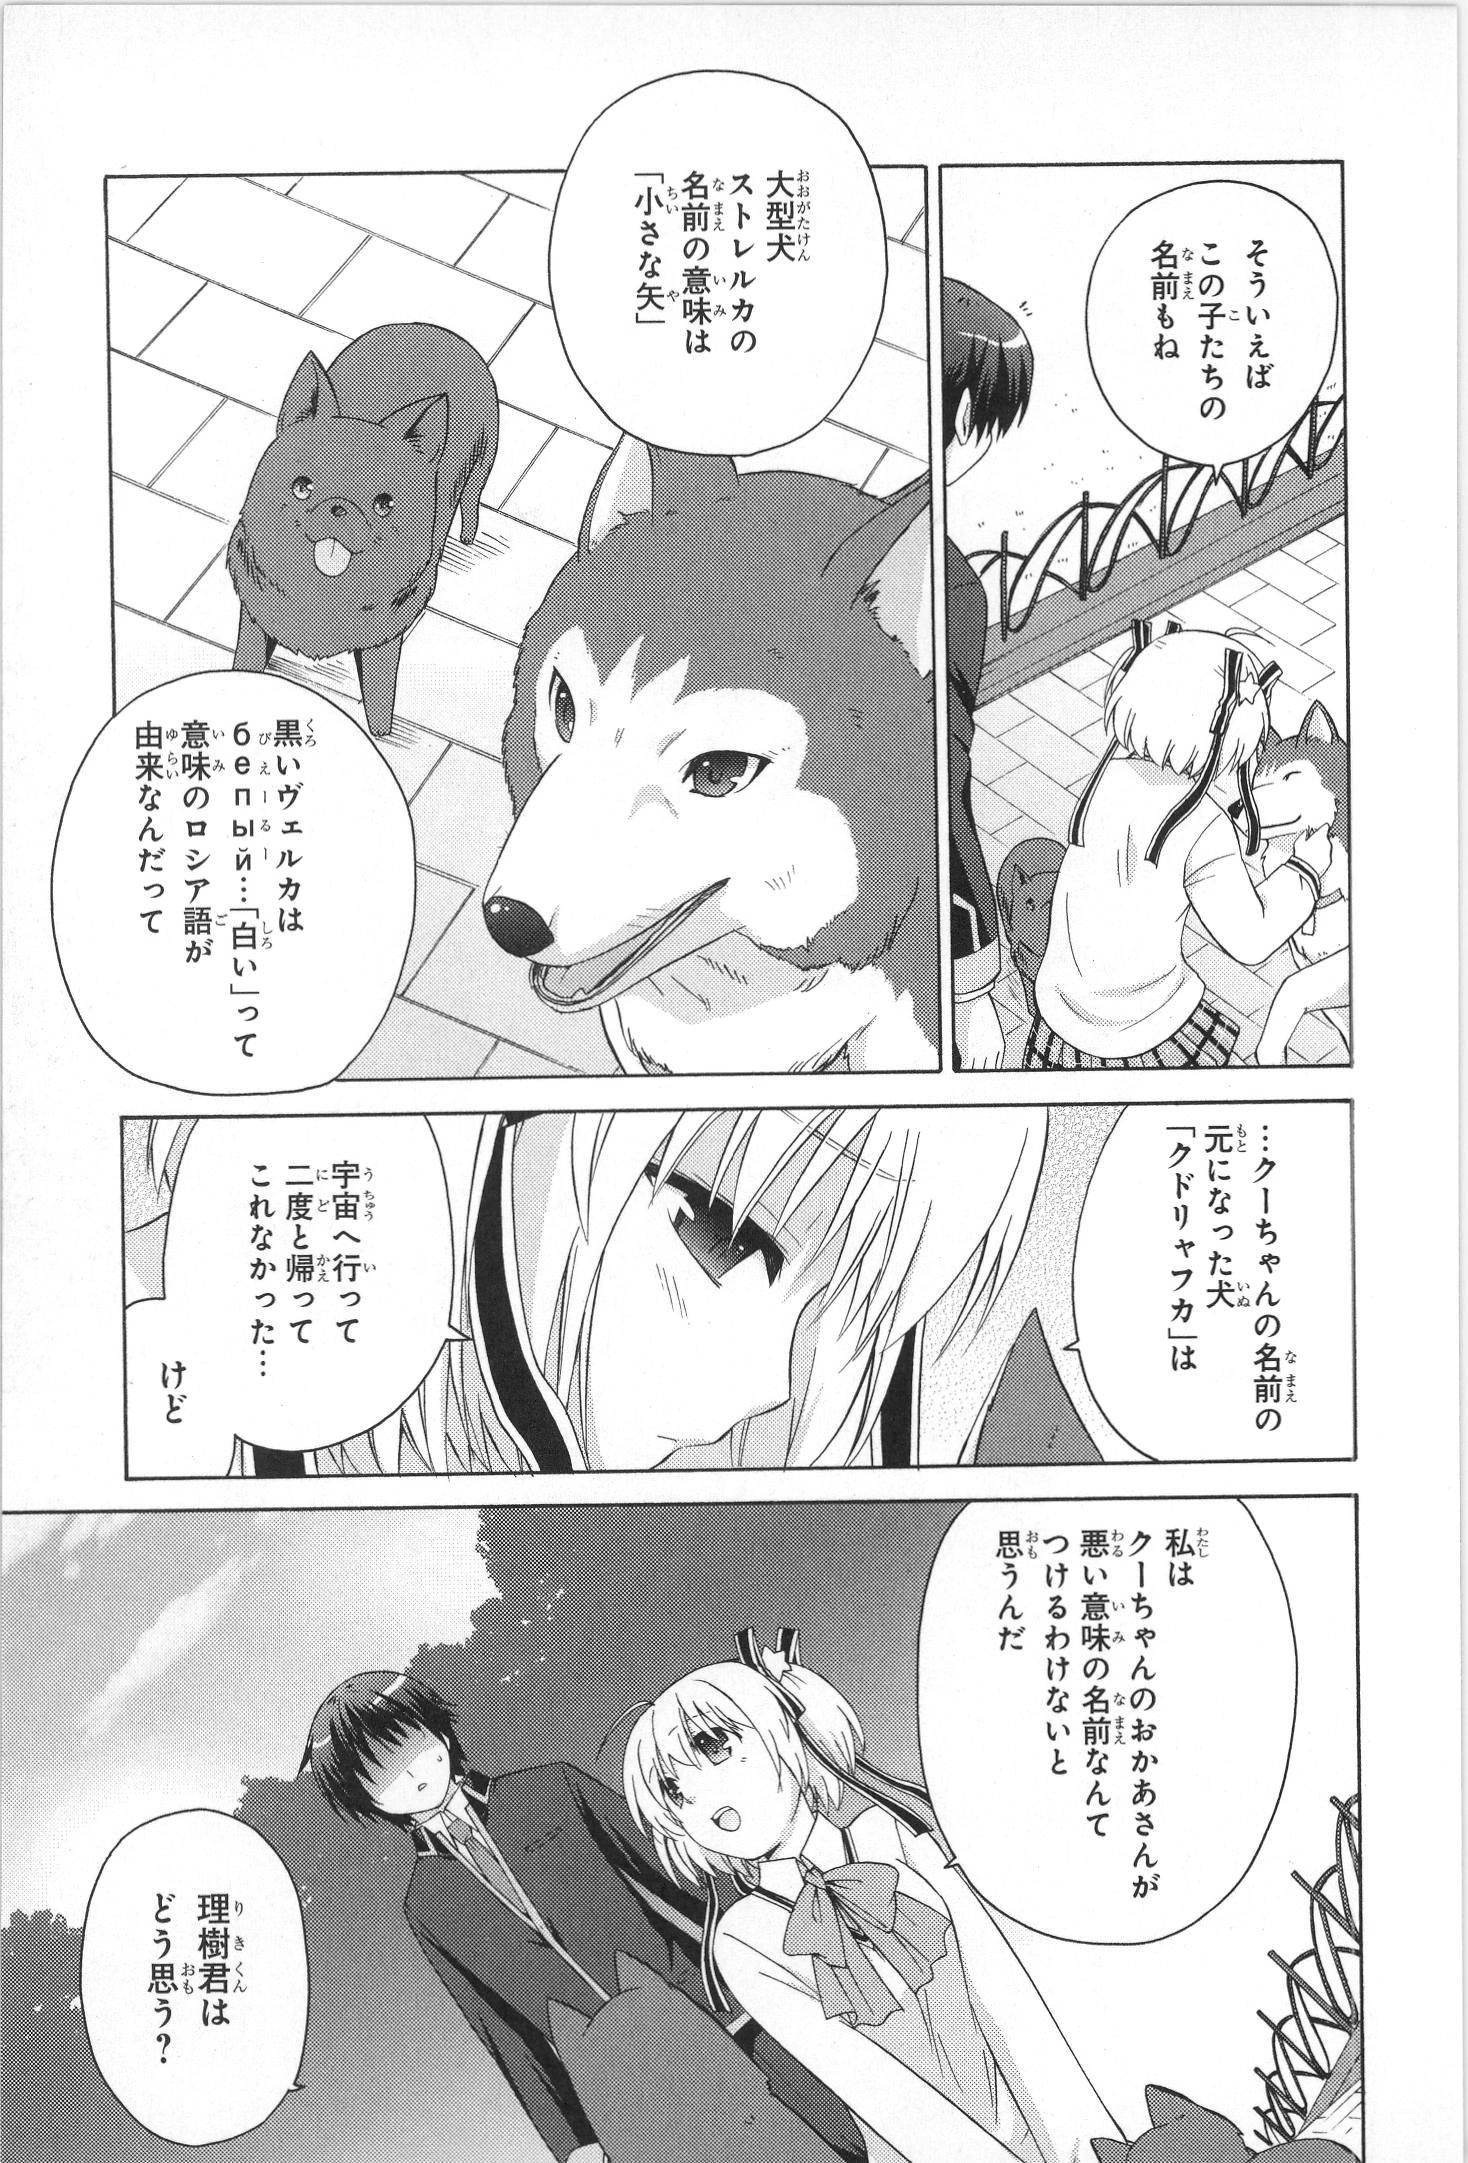 そういえば
この子たちの
名前もね
大型犬
ストレルカの
名前の意味は
「小さな矢」
黒いヴェルカは
бепый…「白い」って
意味のロシア語が
由来なんだって
…クーちゃんの名前の
元になった犬
「クドリャフカ」は
宇宙へ行って
二度と帰って
これなかった…
けど
私は
クーちゃんのおかあさんが
悪い意味の名前なんて
つけるわけないと
思うんだ
理樹君は
どう思う？